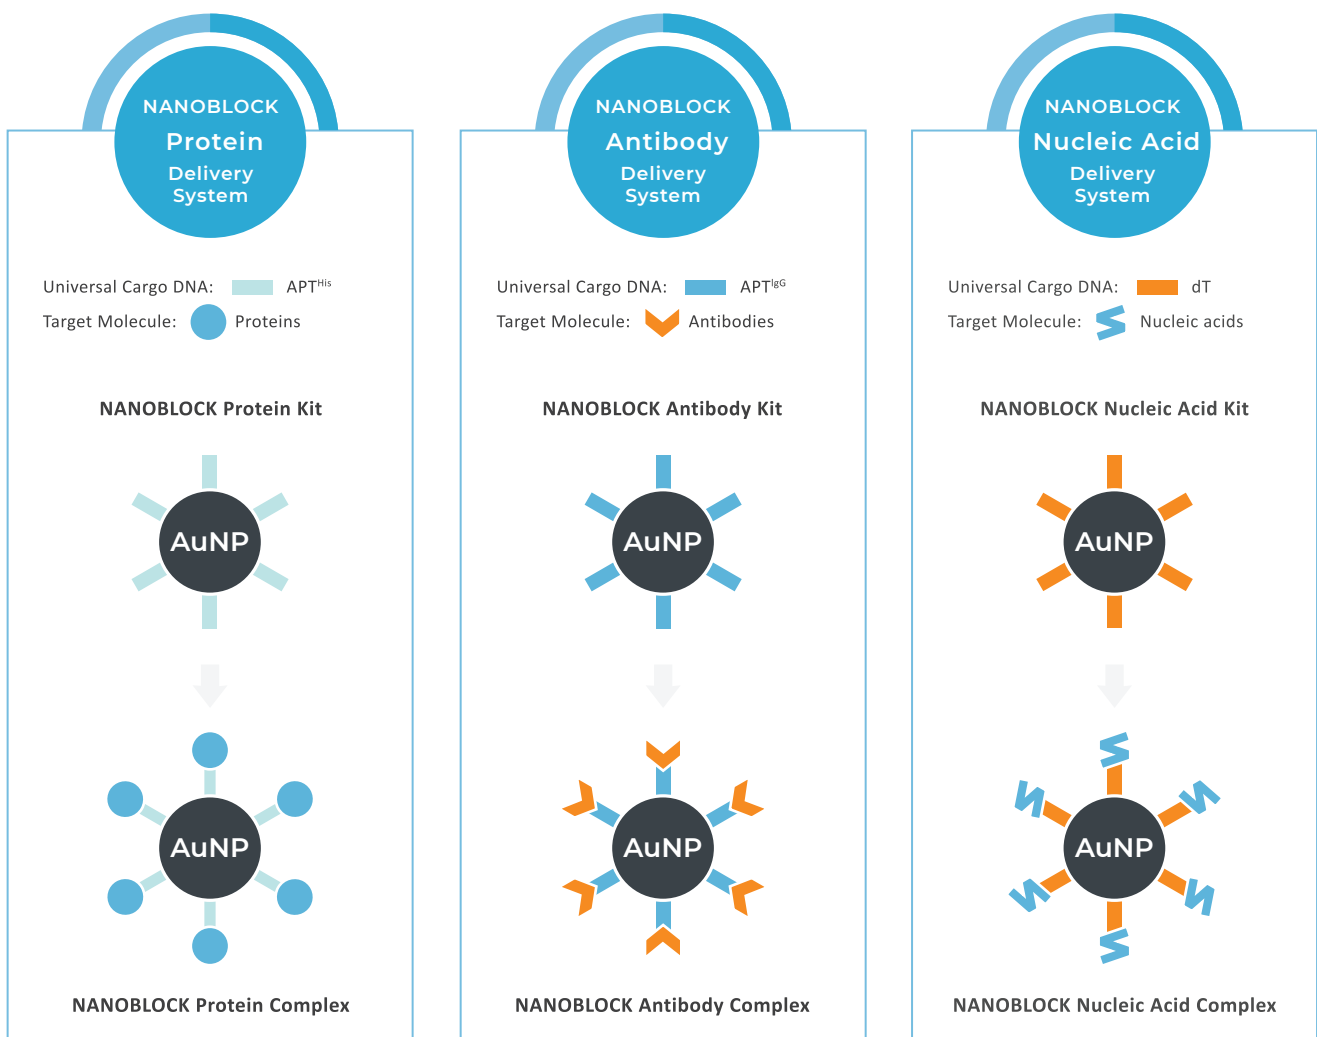 NANOBLOCK
Protein
Delivery
System
Universal Cargo DNA: APTHis
Target Molecule: Proteins
NANOBLOCK Protein Kit
AuNP
AuNP
NANOBLOCK Protein Complex
NANOBLOCK
Antibody
Delivery
System
Universal Cargo DNA: APTIgG
Target Molecule: Antibodies
NANOBLOCK Antibody Kit
AuNP
AuNP
NANOBLOCK Antibody Complex
NANOBLOCK
Nucleic Acid
Delivery
System
Universal Cargo DNA: dT
Target Molecule: Nucleic acids
NANOBLOCK Nucleic Acid Kit
AuNP
AuNP
NANOBLOCK Nucleic Acid Complex